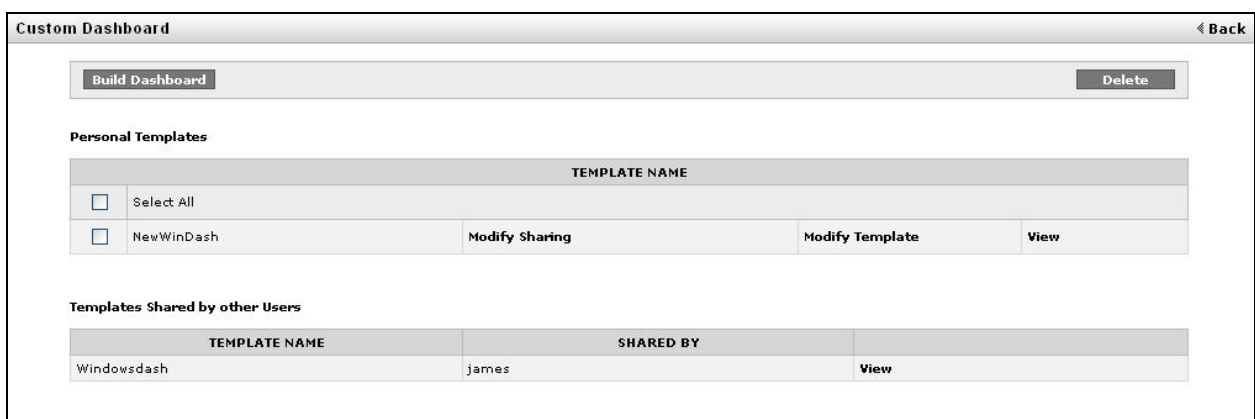 Custom Dashboard Back
Build Dashboard Delete
Personal Templates
TEMPLATE NAME
Select All
NewWinDash Modify Sharing Modify Template View
Templates Shared by other Users
TEMPLATE NAME SHARED BY
Windowsdash james View